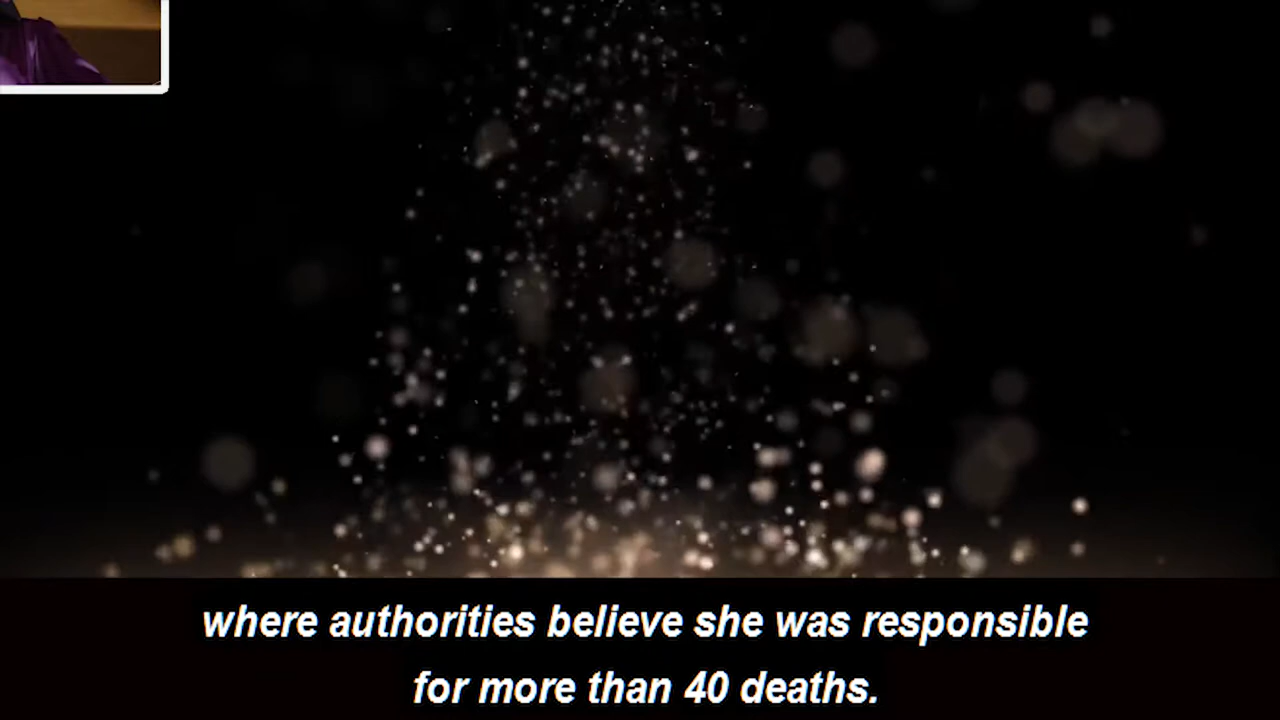 where authorities believe she was responsible
for more than 40 deaths.